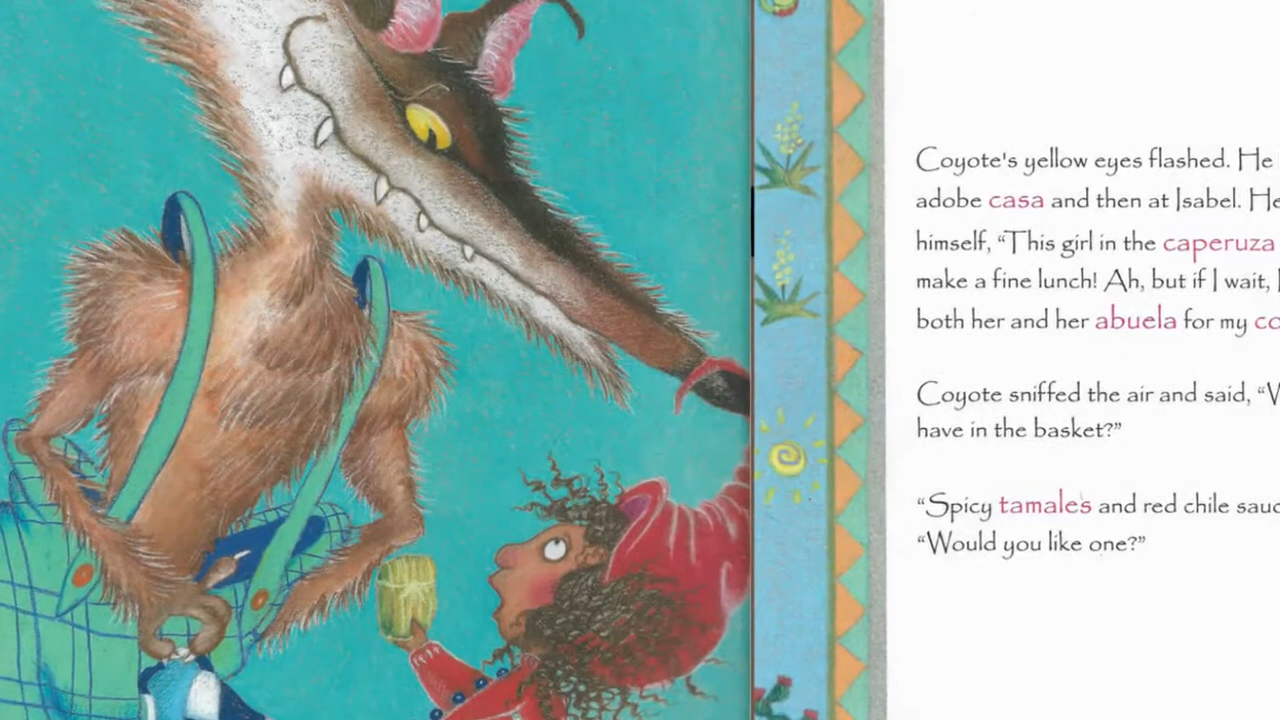 Coyote's yellow eyes flashed. He
adobe casa and then at Isabel. He
himself, “This girl in the caperuza
make a fine lunch! Ah, but if I wait, I
both her and her abuela for my co
Coyote sniffed the air and said, “W
have in the basket?”
“Spicy tamales and red chile sauc
“Would you like one?”